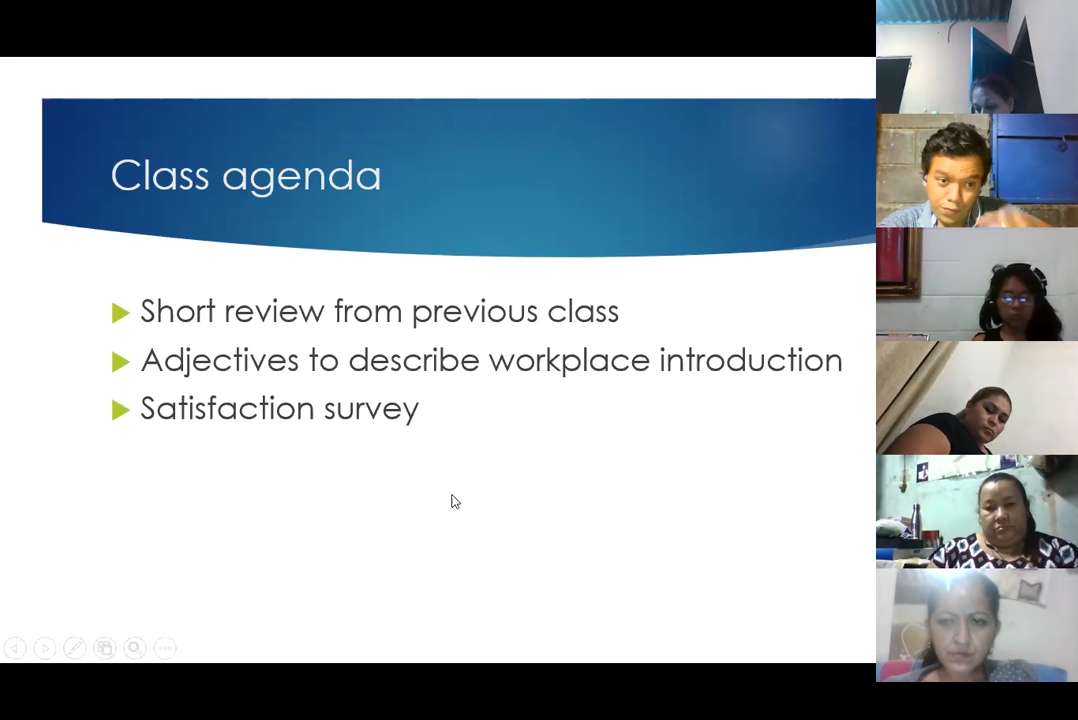 Class agenda
Short review from previous class
Adjectives to describe workplace introduction
Satisfaction survey